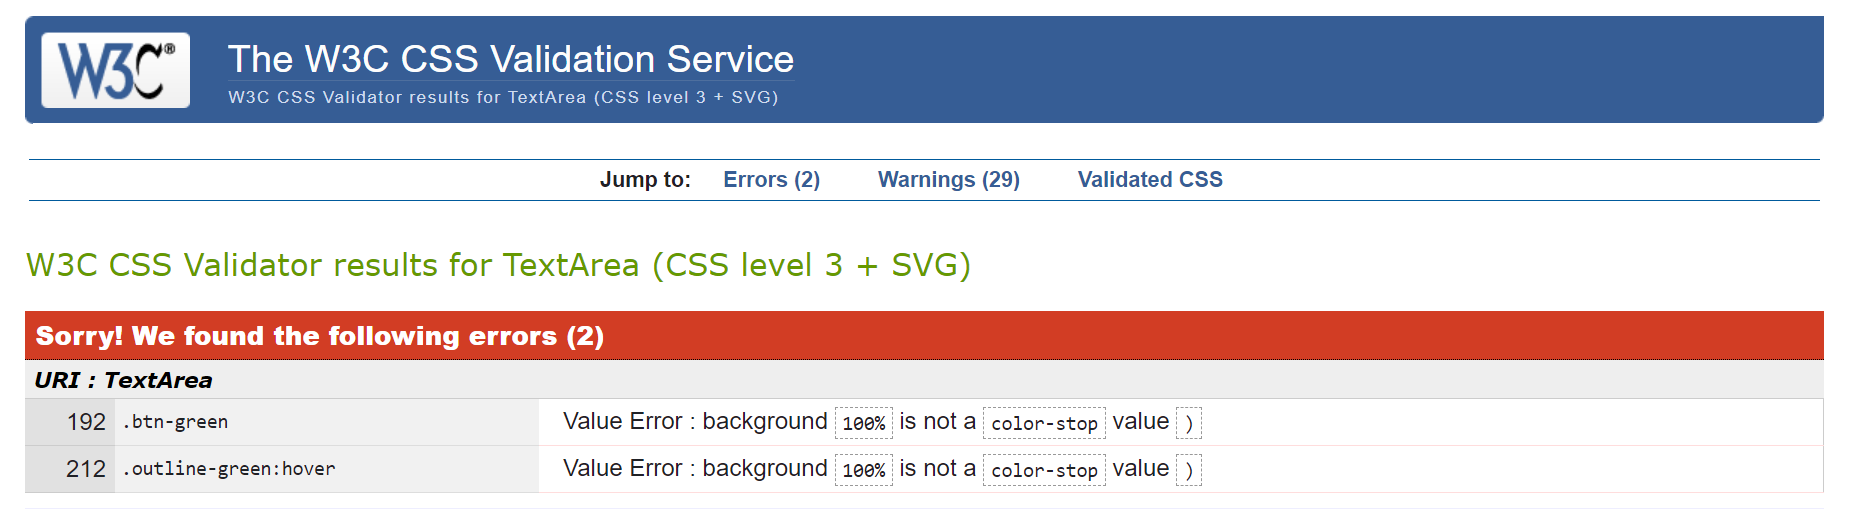 W3C®
The W3C CSS Validation Service
W3C CSS Validator results for TextArea (CSS level 3 + SVG)
Jump to: Errors (2) Warnings (29) Validated CSS
W3C CSS Validator results for TextArea (CSS level 3 + SVG)
Sorry! We found the following errors (2)
URI : TextArea
192 .btn-green Value Error : background 100% is not a color-stop value )
212 .outline-green:hover Value Error : background 100% is not a color-stop value )